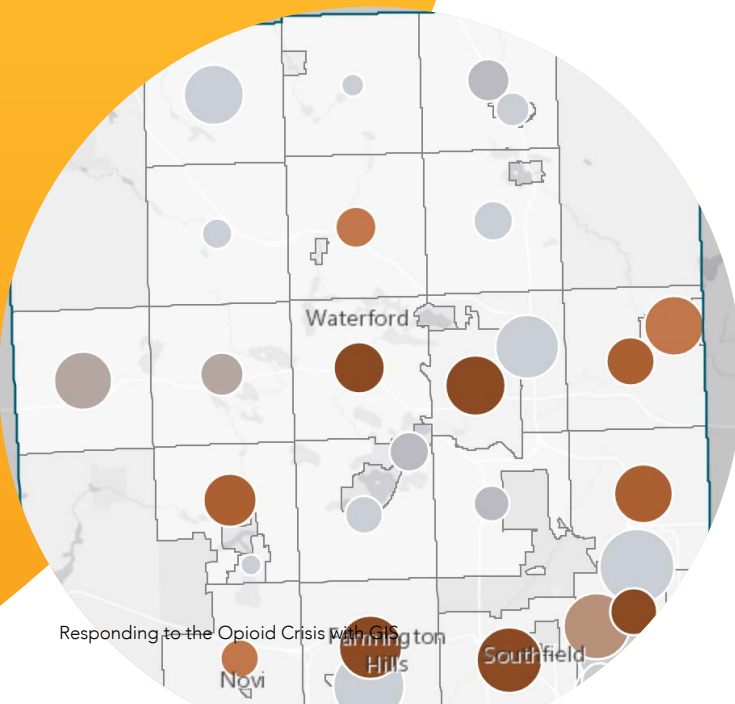 Waterford
Responding to the Opioid Crisis with GIS
Farmington
Hills
Southfield
Novi